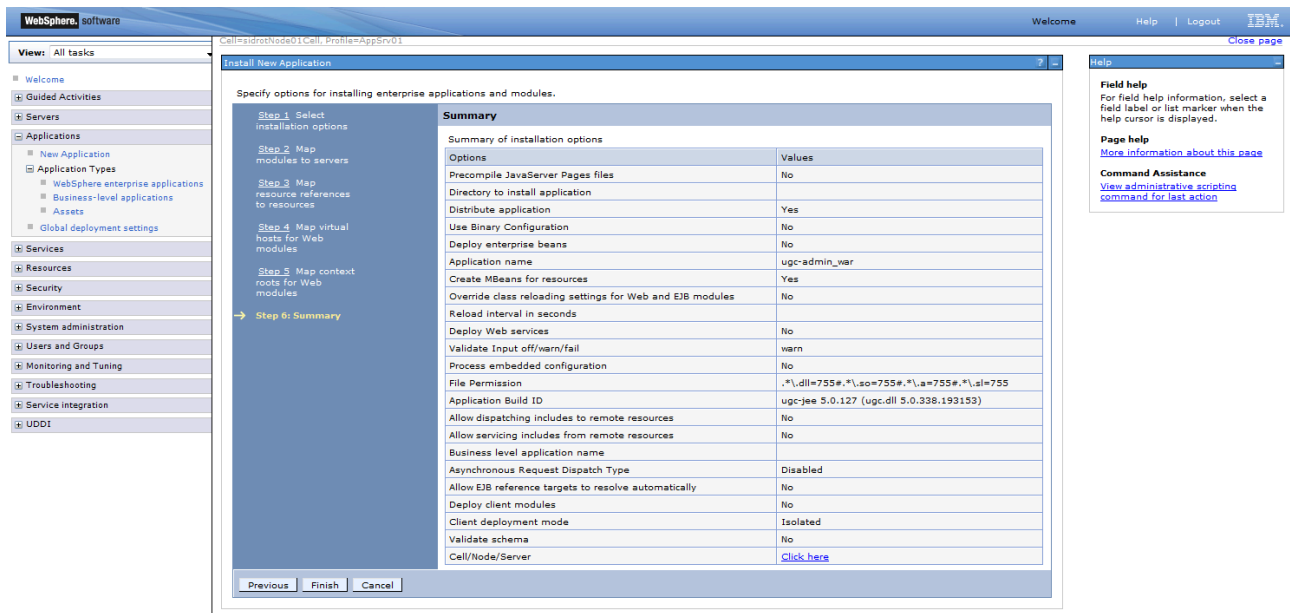 WebSphere. software
Welcome Help | Logout IBM.
Cell=sidrotNode01Cell, Profile=AppSrv01
Close page
View: All tasks
Welcome
Guided Activities
Servers
Applications
New Application
Application Types
WebSphere enterprise applications
Business-level applications
Assets
Global deployment settings
Services
Resources
Security
Environment
System administration
Users and Groups
Monitoring and Tuning
Troubleshooting
Service integration
UDDI
Install New Application ? –
Specify options for installing enterprise applications and modules.
Step 1 Select
installation options
Step 2 Map
modules to servers
Step 3 Map
resource references
to resources
Step 4 Map virtual
hosts for Web
modules
Step 5 Map context
roots for Web
modules
Step 6: Summary
Summary
Summary of installation options
Options Values
Precompile JavaServer Pages files No
Directory to install application
Distribute application Yes
Use Binary Configuration No
Deploy enterprise beans No
Application name ugc-admin_war
Create MBeans for resources Yes
Override class reloading settings for Web and EJB modules No
Reload interval in seconds
Deploy Web services No
Validate Input off/warn/fail warn
Process embedded configuration No
File Permission .*\.dll=755#.*\.so=755#.*\.a=755#.*\.sl=755
Application Build ID ugc-jee 5.0.127 (ugc.dll 5.0.338.193153)
Allow dispatching includes to remote resources No
Allow servicing includes from remote resources No
Business level application name
Asynchronous Request Dispatch Type Disabled
Allow EJB reference targets to resolve automatically No
Deploy client modules No
Client deployment mode Isolated
Validate schema No
Cell/Node/Server Click here
Previous Finish Cancel
Help –
Field help
For field help information, select a
field label or list marker when the
help cursor is displayed.
Page help
More information about this page
Command Assistance
View administrative scripting
command for last action